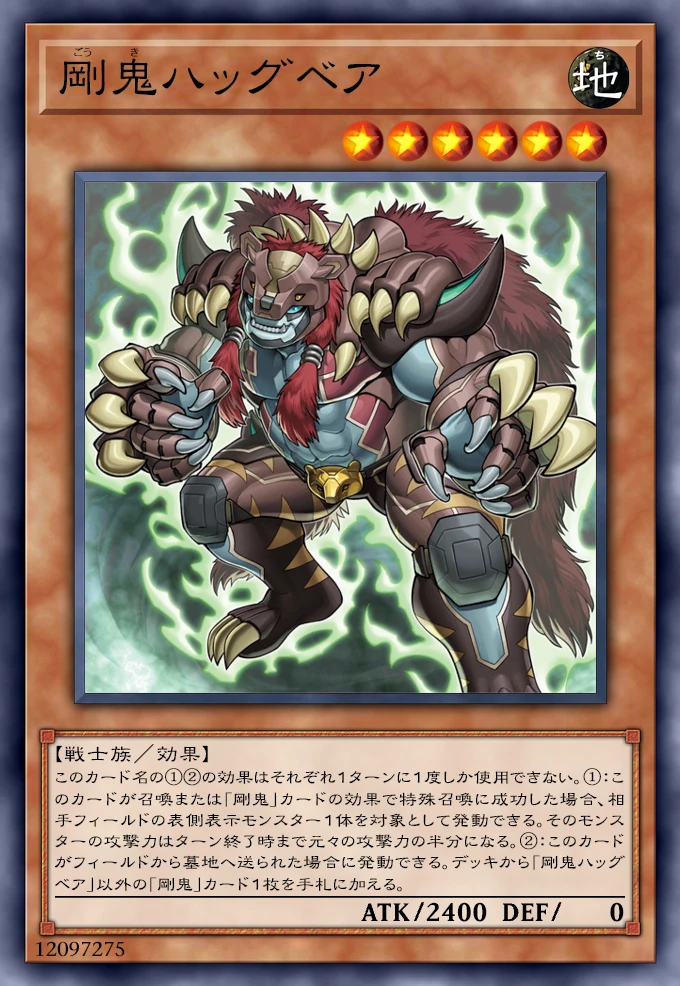 ごうき
剛鬼ハッグベア
ち
地
【戦士族／効果】
このカード名の①②の効果はそれぞれ1ターンに1度しか使用できない。①：こ
のカードが召喚または「剛鬼」カードの効果で特殊召喚に成功した場合、相
手フィールドの表側表示モンスター1体を対象として発動できる。そのモンス
ターの攻撃力はターン終了時まで元々の攻撃力の半分になる。②：このカード
がフィールドから墓地へ送られた場合に発動できる。デッキから「剛鬼ハッグ
ベア」以外の「剛鬼」カード1枚を手札に加える。
ATK/2400 DEF/ 0
12097275